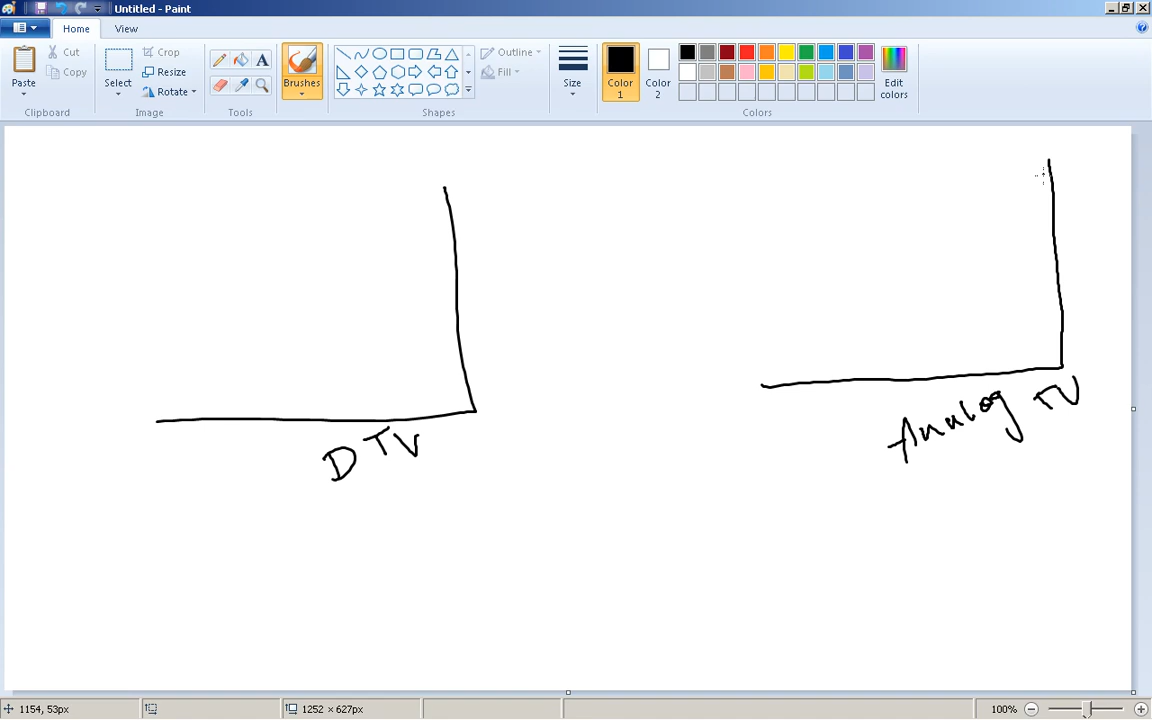 Untitled - Paint
Home View
Paste
Cut
Copy
Clipboard
Select
Crop
Resize
Rotate
Image
A
Tools
Brushes
Shapes
Outline
Fill
Size
Color 1
Color 2
Edit colors
Colors
DTV
Analog TV
1154, 53px
1252 × 627px
100%